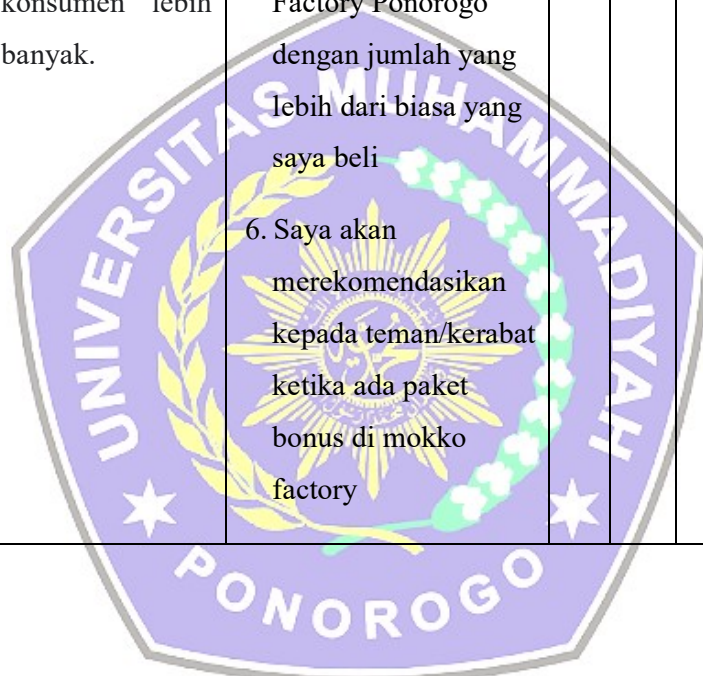 konsumen lebih
banyak.
Factory Ponorogo
dengan jumlah yang
lebih dari biasa yang
saya beli
6. Saya akan
merekomendasikan
kepada teman/kerabat
ketika ada paket
bonus di mokko
factory
UNIVERSITAS MUHAMMADIYAH
PONOROGO